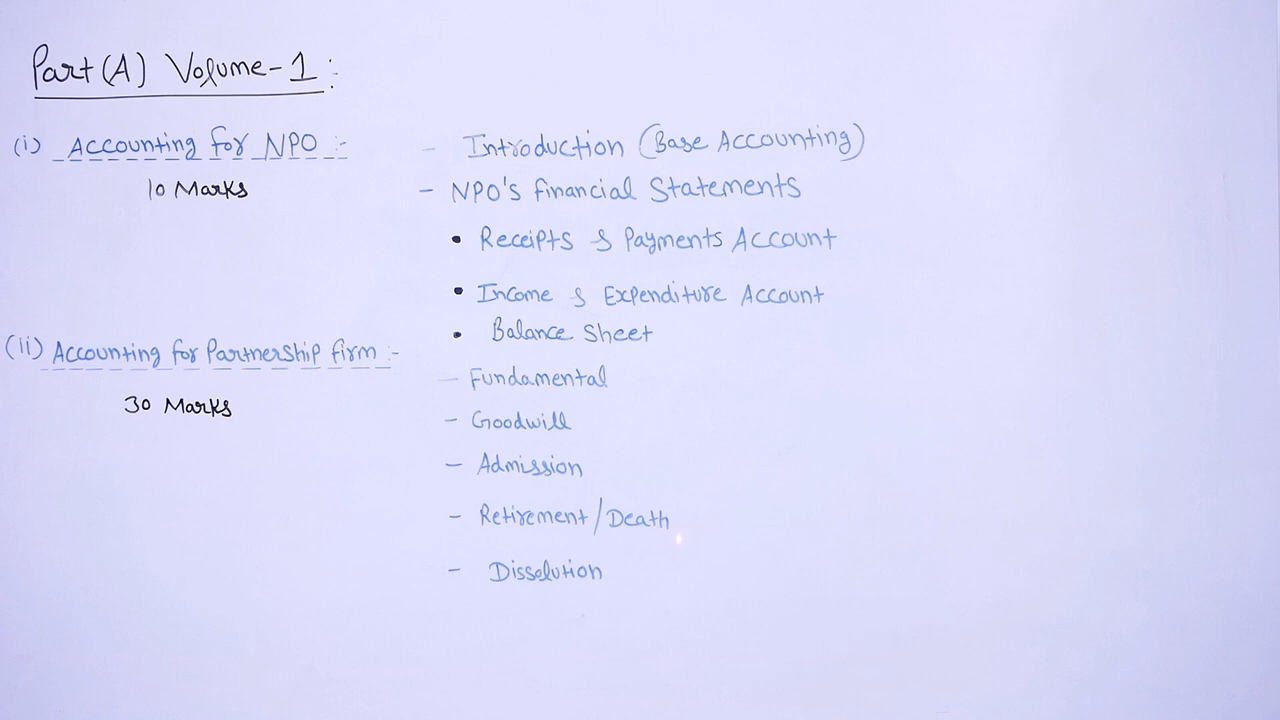 Part (A) Volume-1 :
(i) Accounting for NPO :-
10 Marks
- Introduction (Base Accounting)
- NPO's Financial Statements
• Receipts & Payments Account
• Income & Expenditure Account
• Balance Sheet
(ii) Accounting for Partnership firm :-
30 Marks
- Fundamental
- Goodwill
- Admission
- Retirement/Death
- Disselution